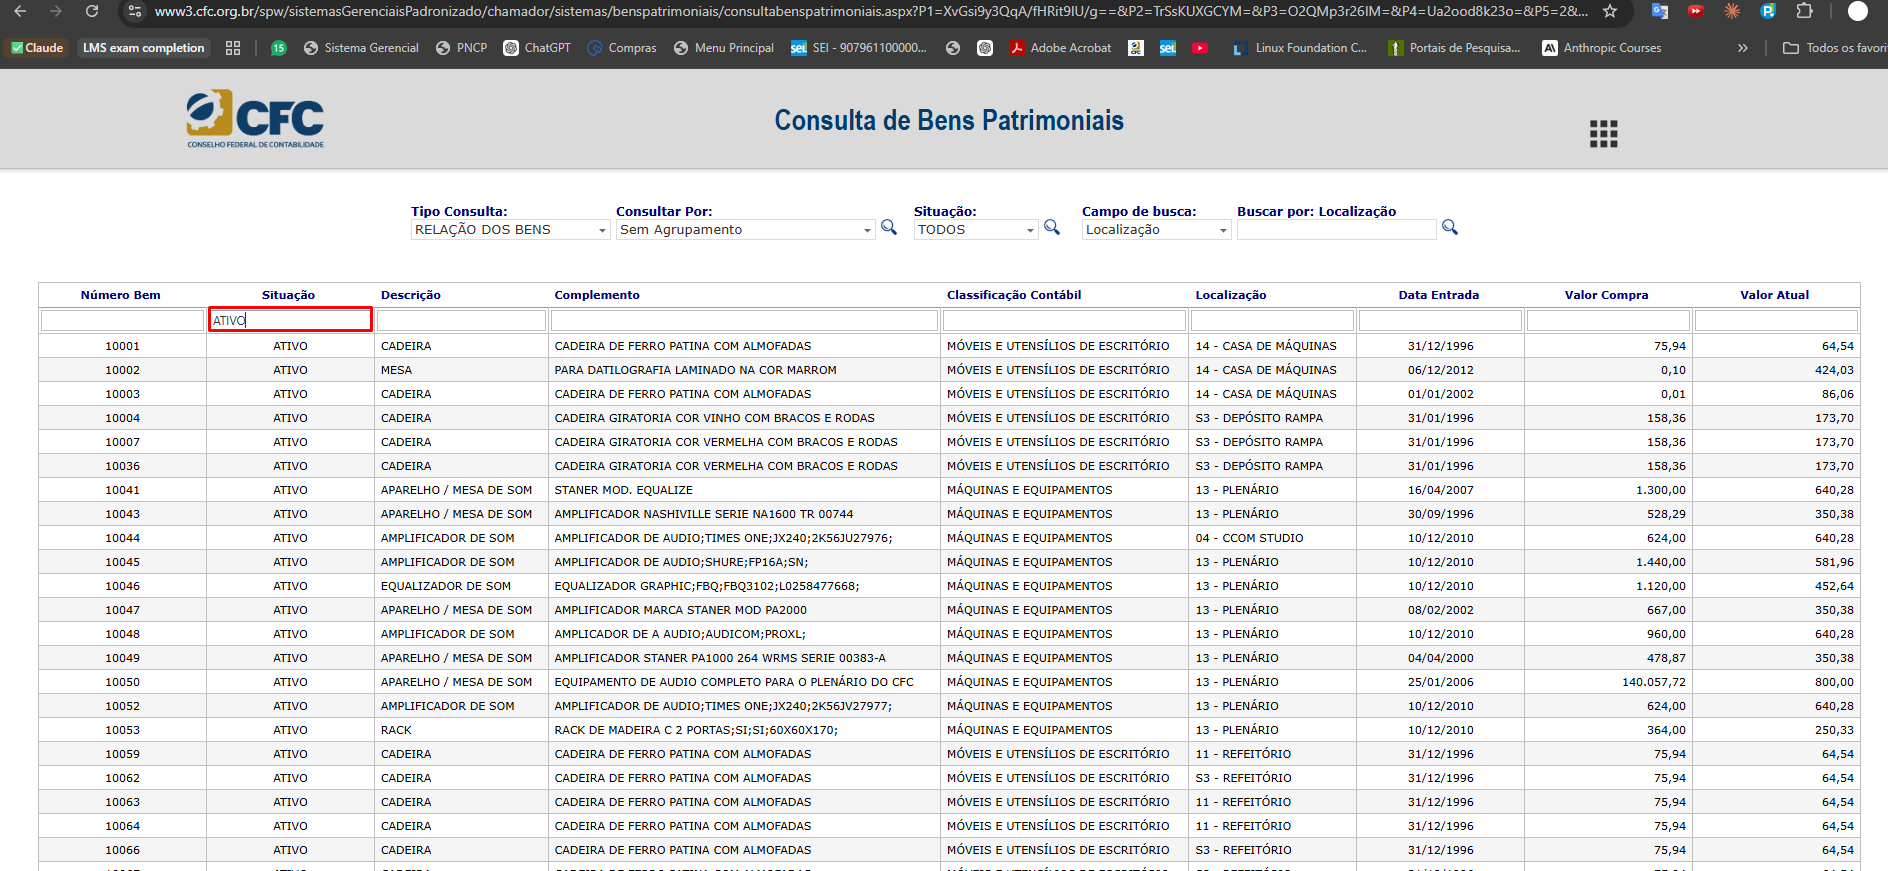 www3.cfc.org.br/spw/sistemasGerenciaisPadronizado/chamador/sistemas/benspatrimoniais/consultabenspatrimoniais.aspx?P1=XvGsi9y3QqA/fHRit9IU/g==&P2=TrSsKUXGCYM=&P3=O2QMp3r26IM=&P4=Ua2ood8k23o=&P5=2&...
Claude LMS exam completion 15 Sistema Gerencial PNCP ChatGPT Compras Menu Principal SEI - 907961100000... Adobe Acrobat Linux Foundation C... Portais de Pesquisa... Anthropic Courses » Todos os favori
CFC
CONSELHO FEDERAL DE CONTABILIDADE
Consulta de Bens Patrimoniais
Tipo Consulta: Consultar Por: Situação: Campo de busca: Buscar por: Localização
RELAÇÃO DOS BENS Sem Agrupamento TODOS Localização
Número Bem Situação Descrição Complemento Classificação Contábil Localização Data Entrada Valor Compra Valor Atual
ATIVO
10001 ATIVO CADEIRA CADEIRA DE FERRO PATINA COM ALMOFADAS MÓVEIS E UTENSÍLIOS DE ESCRITÓRIO 14 - CASA DE MÁQUINAS 31/12/1996 75,94 64,54
10002 ATIVO MESA PARA DATILOGRAFIA LAMINADO NA COR MARROM MÓVEIS E UTENSÍLIOS DE ESCRITÓRIO 14 - CASA DE MÁQUINAS 06/12/2012 0,10 424,03
10003 ATIVO CADEIRA CADEIRA DE FERRO PATINA COM ALMOFADAS MÓVEIS E UTENSÍLIOS DE ESCRITÓRIO 14 - CASA DE MÁQUINAS 01/01/2002 0,01 86,06
10004 ATIVO CADEIRA CADEIRA GIRATORIA COR VINHO COM BRACOS E RODAS MÓVEIS E UTENSÍLIOS DE ESCRITÓRIO S3 - DEPÓSITO RAMPA 31/01/1996 158,36 173,70
10007 ATIVO CADEIRA CADEIRA GIRATORIA COR VERMELHA COM BRACOS E RODAS MÓVEIS E UTENSÍLIOS DE ESCRITÓRIO S3 - DEPÓSITO RAMPA 31/01/1996 158,36 173,70
10036 ATIVO CADEIRA CADEIRA GIRATORIA COR VERMELHA COM BRACOS E RODAS MÓVEIS E UTENSÍLIOS DE ESCRITÓRIO S3 - DEPÓSITO RAMPA 31/01/1996 158,36 173,70
10041 ATIVO APARELHO / MESA DE SOM STANER MOD. EQUALIZE MÁQUINAS E EQUIPAMENTOS 13 - PLENÁRIO 16/04/2007 1.300,00 640,28
10043 ATIVO APARELHO / MESA DE SOM AMPLIFICADOR NASHIVILLE SERIE NA1600 TR 00744 MÁQUINAS E EQUIPAMENTOS 13 - PLENÁRIO 30/09/1996 528,29 350,38
10044 ATIVO AMPLIFICADOR DE SOM AMPLIFICADOR DE AUDIO;TIMES ONE;JX240;2K56JU27976; MÁQUINAS E EQUIPAMENTOS 04 - CCOM STUDIO 10/12/2010 624,00 640,28
10045 ATIVO AMPLIFICADOR DE SOM AMPLIFICADOR DE AUDIO;SHURE;FP16A;SN; MÁQUINAS E EQUIPAMENTOS 13 - PLENÁRIO 10/12/2010 1.440,00 581,96
10046 ATIVO EQUALIZADOR DE SOM EQUALIZADOR GRAPHIC;FBQ;FBQ3102;L0258477668; MÁQUINAS E EQUIPAMENTOS 13 - PLENÁRIO 10/12/2010 1.120,00 452,64
10047 ATIVO APARELHO / MESA DE SOM AMPLIFICADOR MARCA STANER MOD PA2000 MÁQUINAS E EQUIPAMENTOS 13 - PLENÁRIO 08/02/2002 667,00 350,38
10048 ATIVO AMPLIFICADOR DE SOM AMPLICADOR DE A AUDIO;AUDICOM;PROXL; MÁQUINAS E EQUIPAMENTOS 13 - PLENÁRIO 10/12/2010 960,00 640,28
10049 ATIVO APARELHO / MESA DE SOM AMPLIFICADOR STANER PA1000 264 WRMS SERIE 00383-A MÁQUINAS E EQUIPAMENTOS 13 - PLENÁRIO 04/04/2000 478,87 350,38
10050 ATIVO APARELHO / MESA DE SOM EQUIPAMENTO DE AUDIO COMPLETO PARA O PLENÁRIO DO CFC MÁQUINAS E EQUIPAMENTOS 13 - PLENÁRIO 25/01/2006 140.057,72 800,00
10052 ATIVO AMPLIFICADOR DE SOM AMPLIFICADOR DE AUDIO;TIMES ONE;JX240;2K56JV27977; MÁQUINAS E EQUIPAMENTOS 13 - PLENÁRIO 10/12/2010 624,00 640,28
10053 ATIVO RACK RACK DE MADEIRA C 2 PORTAS;SI;SI;60X60X170; MÁQUINAS E EQUIPAMENTOS 13 - PLENÁRIO 10/12/2010 364,00 250,33
10059 ATIVO CADEIRA CADEIRA DE FERRO PATINA COM ALMOFADAS MÓVEIS E UTENSÍLIOS DE ESCRITÓRIO 11 - REFEITÓRIO 31/12/1996 75,94 64,54
10062 ATIVO CADEIRA CADEIRA DE FERRO PATINA COM ALMOFADAS MÓVEIS E UTENSÍLIOS DE ESCRITÓRIO S3 - REFEITÓRIO 31/12/1996 75,94 64,54
10063 ATIVO CADEIRA CADEIRA DE FERRO PATINA COM ALMOFADAS MÓVEIS E UTENSÍLIOS DE ESCRITÓRIO 11 - REFEITÓRIO 31/12/1996 75,94 64,54
10064 ATIVO CADEIRA CADEIRA DE FERRO PATINA COM ALMOFADAS MÓVEIS E UTENSÍLIOS DE ESCRITÓRIO 11 - REFEITÓRIO 31/12/1996 75,94 64,54
10066 ATIVO CADEIRA CADEIRA DE FERRO PATINA COM ALMOFADAS MÓVEIS E UTENSÍLIOS DE ESCRITÓRIO S3 - REFEITÓRIO 31/12/1996 75,94 64,54